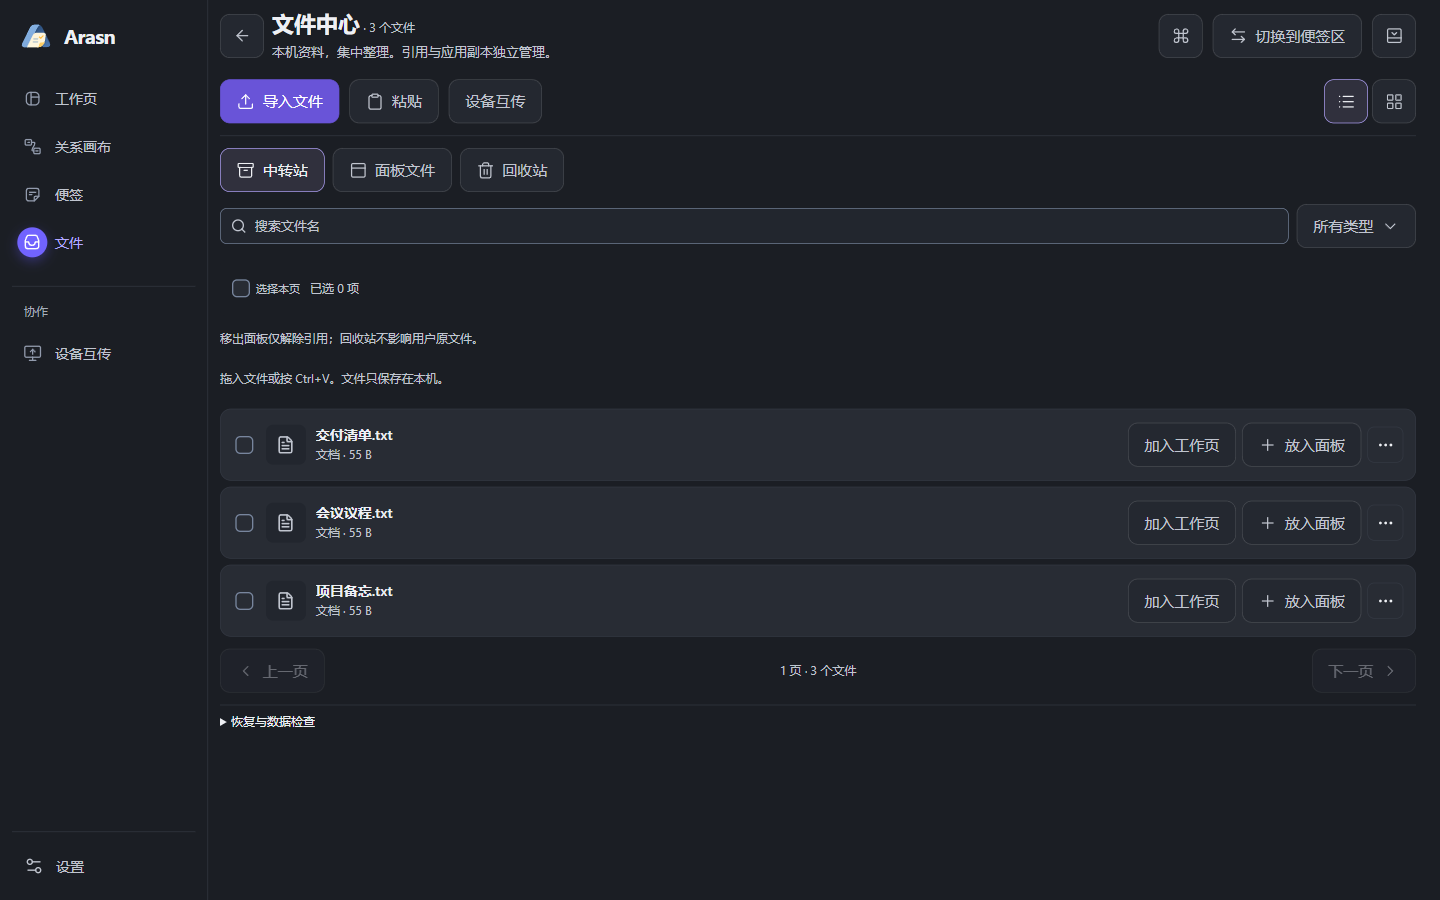 Arasn
工作页
关系画布
便签
文件
协作
设备互传
设置
文件中心 · 3 个文件
本机资料，集中整理。引用与应用副本独立管理。
切换到便签区
导入文件
粘贴
设备互传
中转站
面板文件
回收站
搜索文件名
所有类型
选择本页 已选 0 项
移出面板仅解除引用；回收站不影响用户原文件。
拖入文件或按 Ctrl+V。文件只保存在本机。
交付清单.txt
文档 · 55 B
加入工作页
放入面板
会议议程.txt
文档 · 55 B
加入工作页
放入面板
项目备忘.txt
文档 · 55 B
加入工作页
放入面板
上一页
1 页 · 3 个文件
下一页
恢复与数据检查